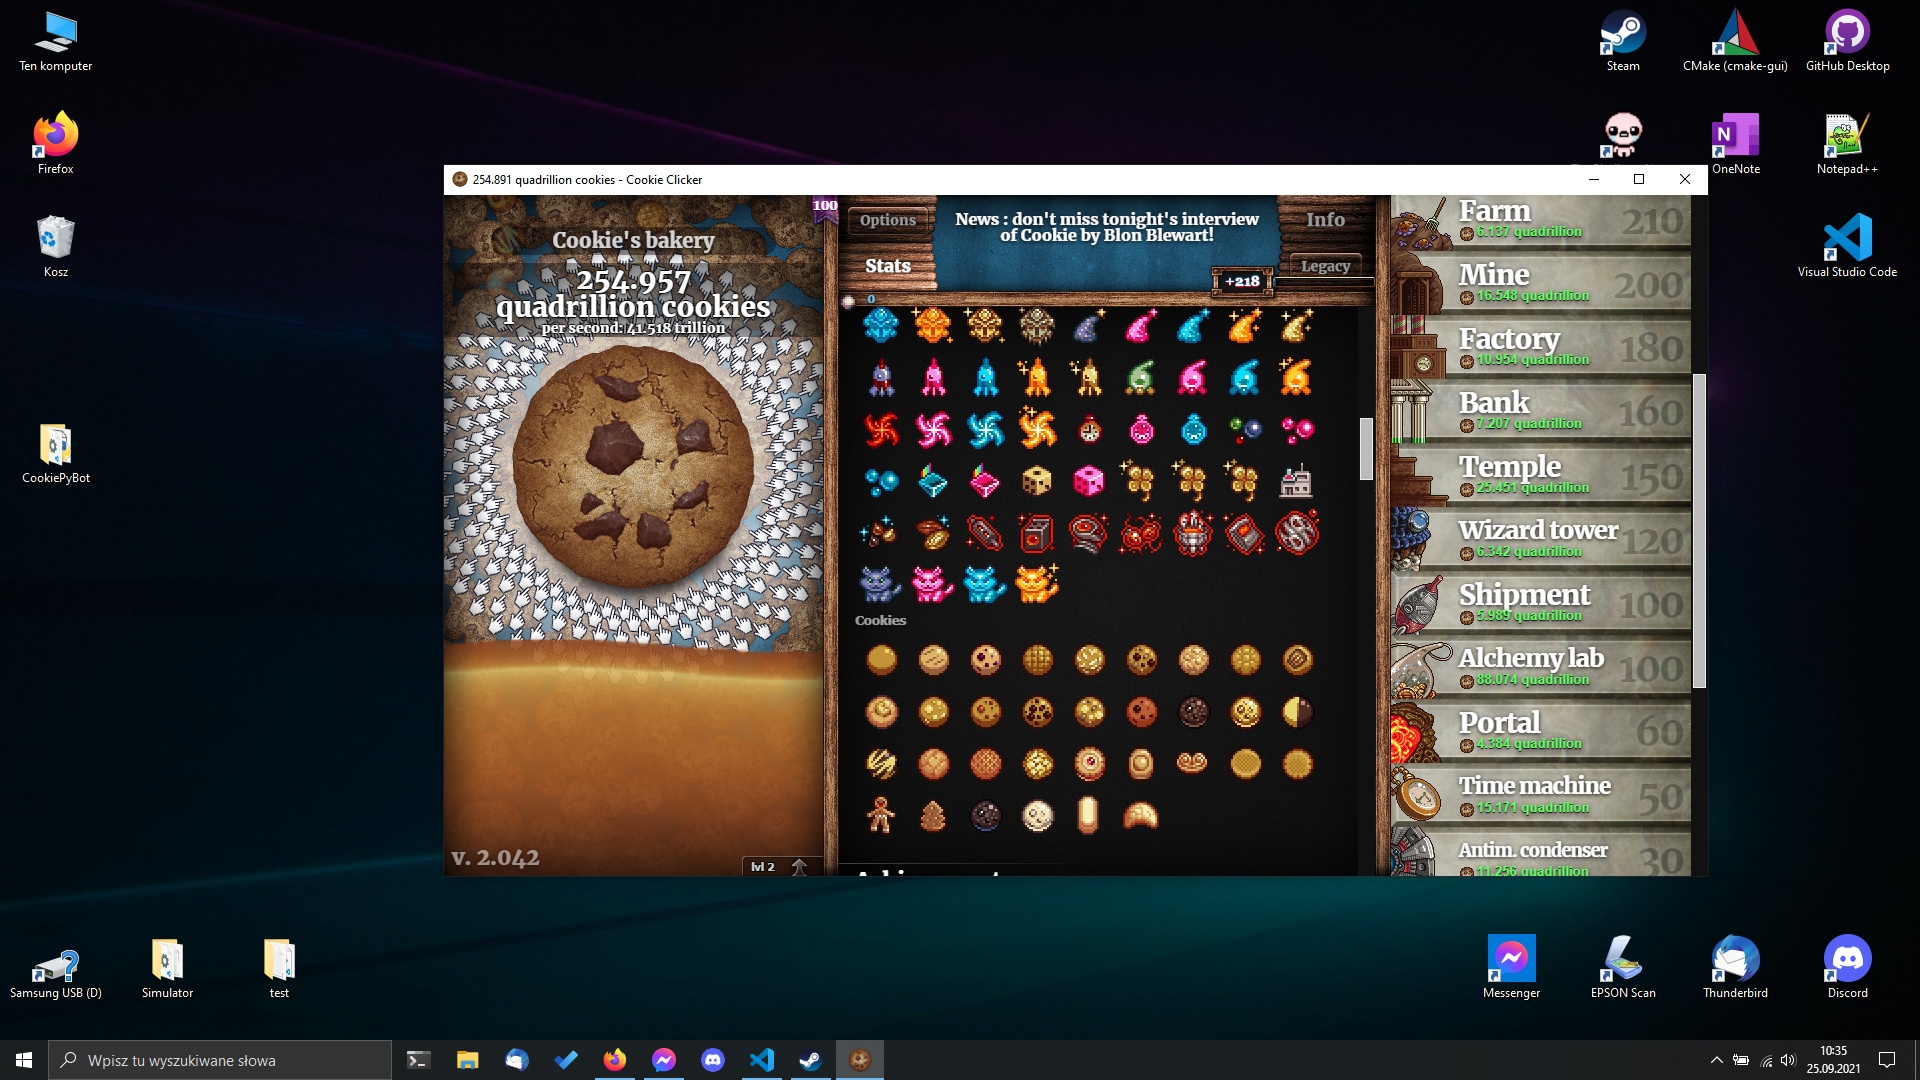 Ten komputer
Firefox
Kosz
CookiePyBot
Samsung USB (D)
Simulator
test
Steam
CMake (cmake-gui)
GitHub Desktop
OneNote
Notepad++
Visual Studio Code
Messenger
EPSON Scan
Thunderbird
Discord
254.891 quadrillion cookies - Cookie Clicker
Cookie's bakery
254.957
quadrillion cookies
per second: 41.518 trillion
v. 2.042
lvl 2
100
Options
Stats
News : don't miss tonight's interview
of Cookie by Blon Blewart!
Info
Legacy
+218
0
Cookies
Farm
6.137 quadrillion
210
Mine
16.548 quadrillion
200
Factory
10.954 quadrillion
180
Bank
7.207 quadrillion
160
Temple
25.451 quadrillion
150
Wizard tower
6.342 quadrillion
120
Shipment
5.989 quadrillion
100
Alchemy lab
88.074 quadrillion
100
Portal
4.384 quadrillion
60
Time machine
15.171 quadrillion
50
Antim. condenser
11.256 quadrillion
30
Wpisz tu wyszukiwane słowa
10:35
25.09.2021